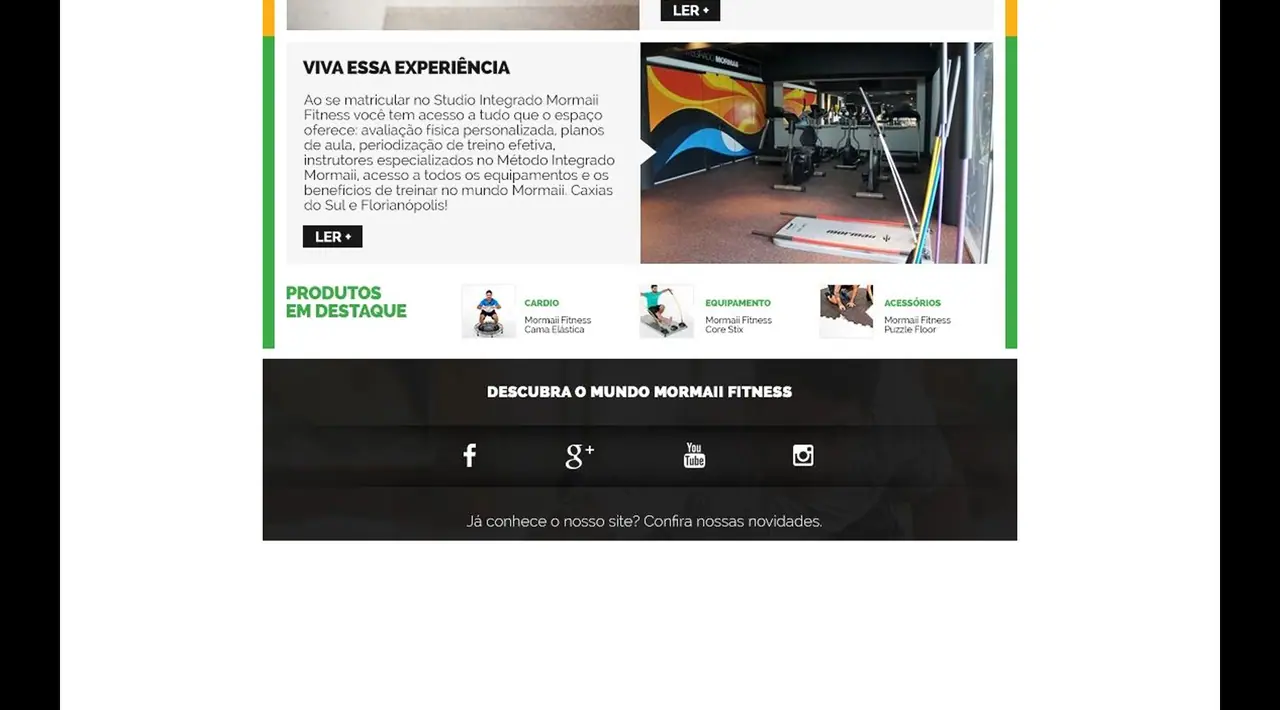 LER +
VIVA ESSA EXPERIÊNCIA
Ao se matricular no Studio Integrado Mormaii
Fitness você tem acesso a tudo que o espaço
oferece: avaliação física personalizada, planos
de aula, periodização de treino efetiva,
instrutores especializados no Método Integrado
Mormaii, acesso a todos os equipamentos e os
benefícios de treinar no mundo Mormaii. Caxias
do Sul e Florianópolis!
LER +
MORMAII
mormaii
PRODUTOS
EM DESTAQUE
CARDIO
Mormaii Fitness
Cama Elástica
EQUIPAMENTO
Mormaii Fitness
Core Stix
ACESSÓRIOS
Mormaii Fitness
Puzzle Floor
DESCUBRA O MUNDO MORMAII FITNESS
f
g+
You
Tube
Já conhece o nosso site? Confira nossas novidades.